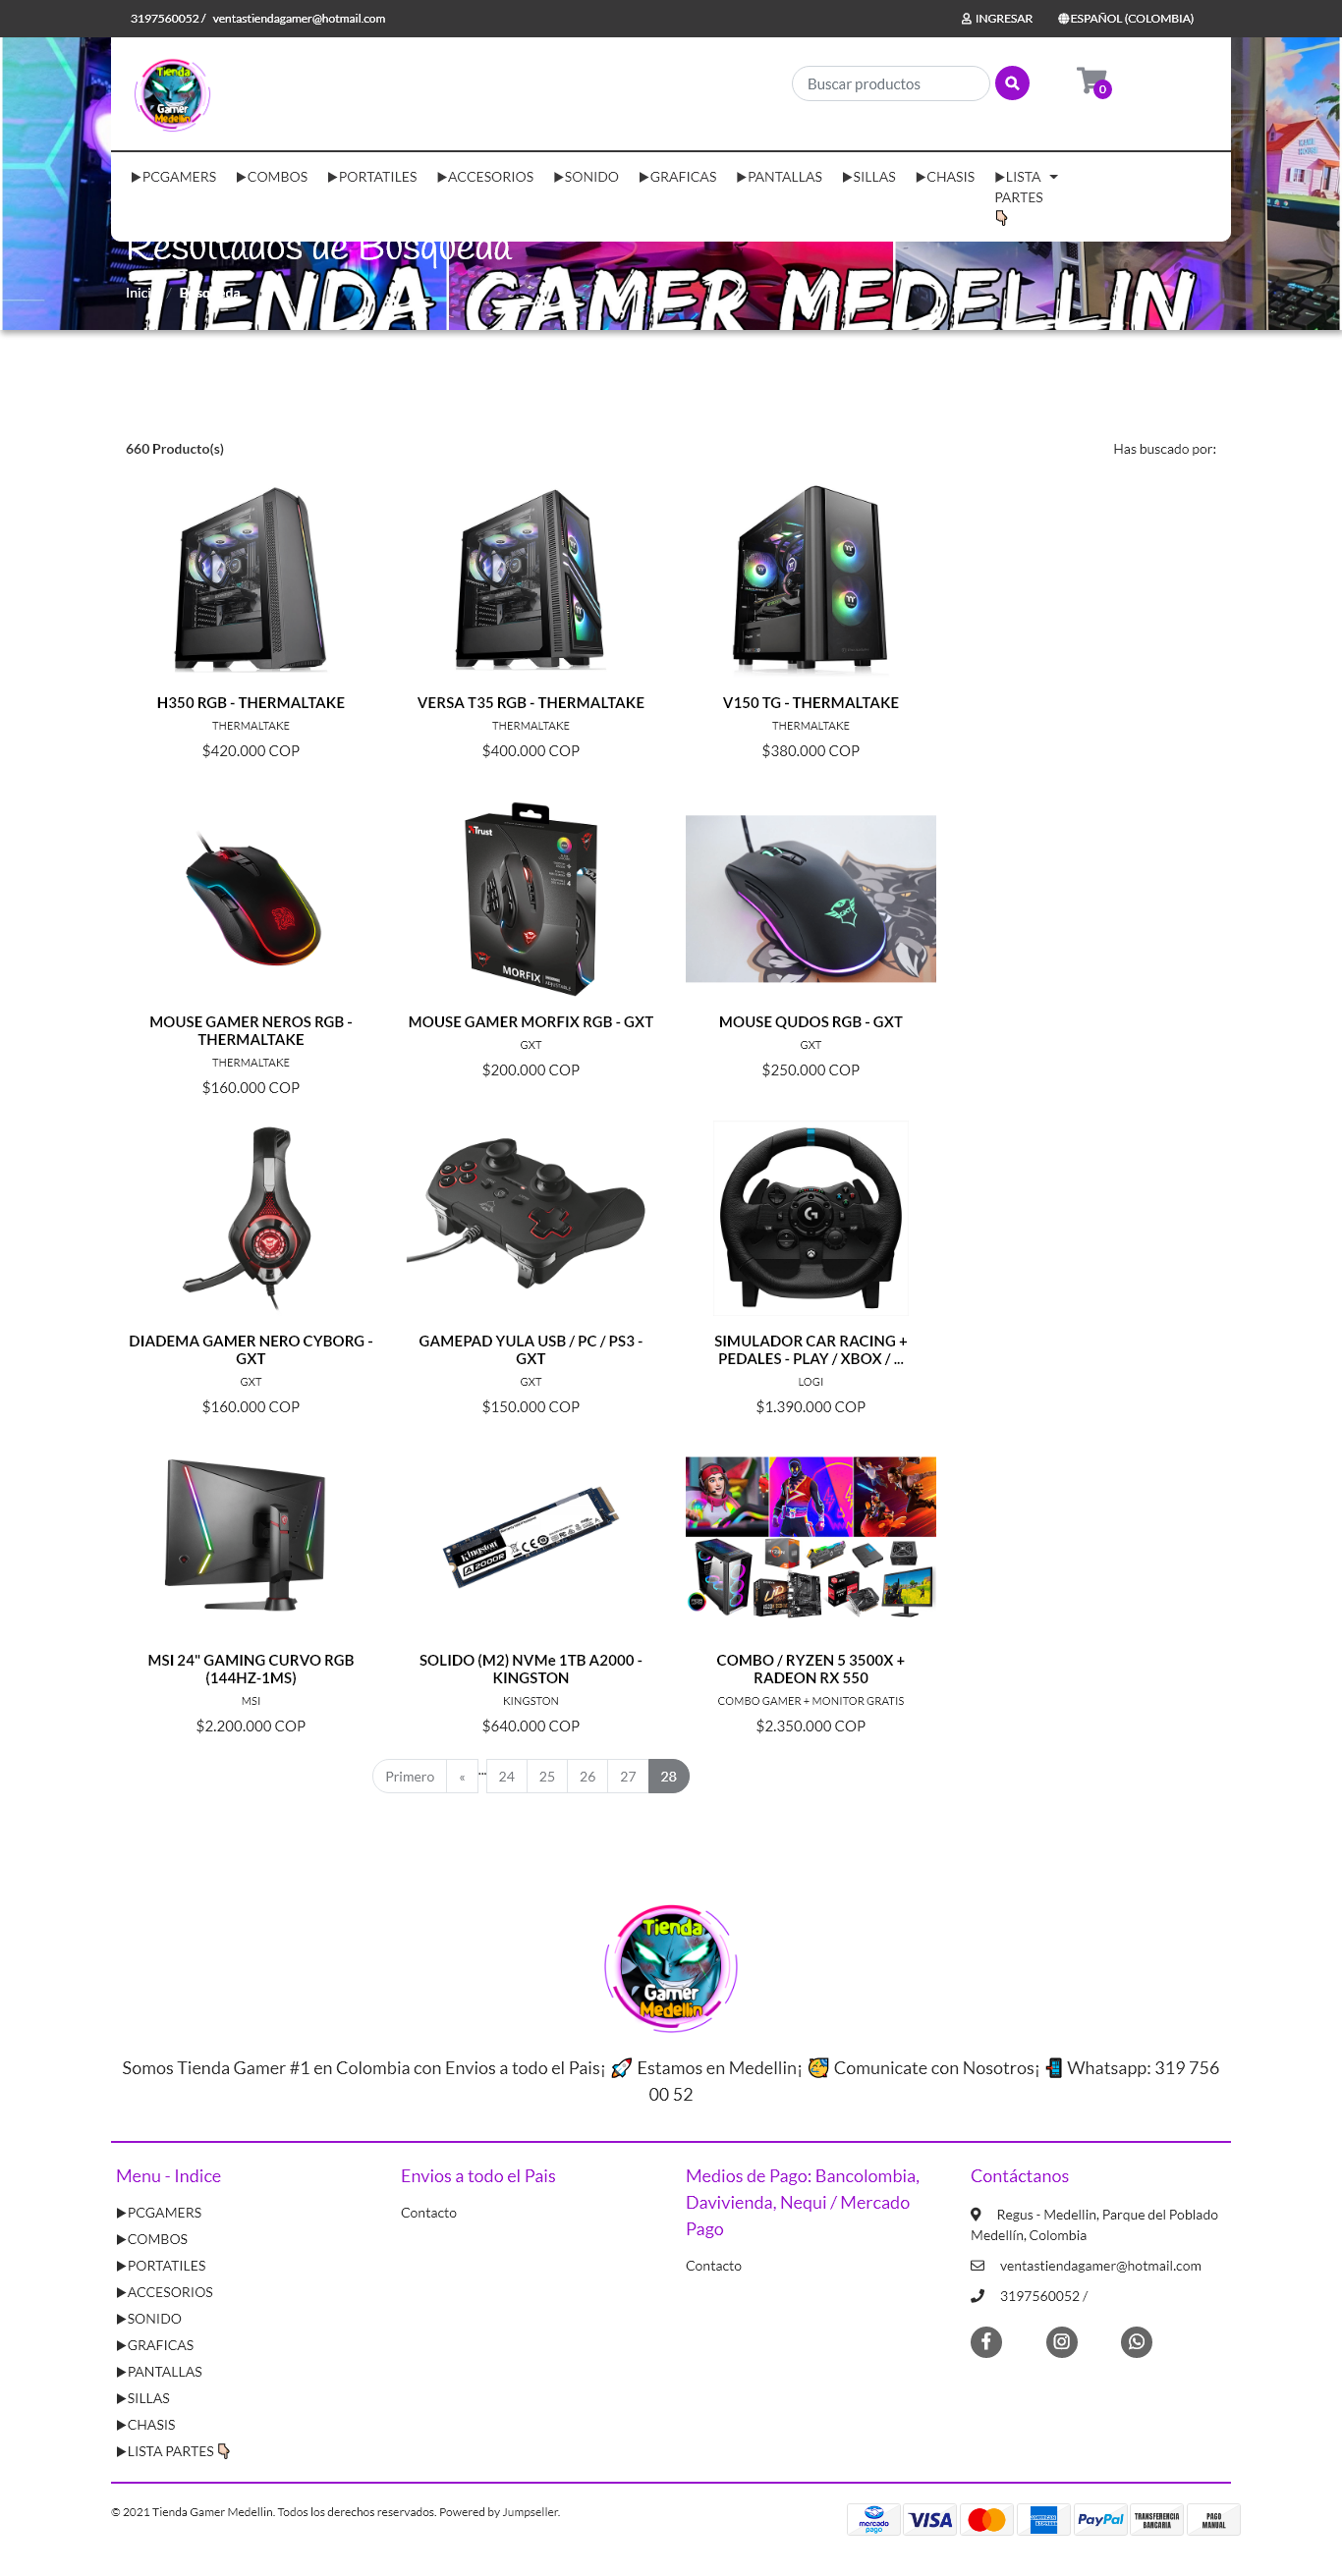 3197560052 / ventastiendagamer@hotmail.com
INGRESAR
ESPAÑOL (COLOMBIA)
Tienda
Gamer
Medellin
Buscar productos
0
▶PCGAMERS ▶COMBOS ▶PORTATILES ▶ACCESORIOS ▶SONIDO ▶GRAFICAS ▶PANTALLAS ▶SILLAS ▶CHASIS ▶LISTA
PARTES
👇
Resultados de Búsqueda
Inicio / Búsqueda
TIENDA GAMER MEDELLIN
660 Producto(s)
Has buscado por:
H350 RGB - THERMALTAKE
THERMALTAKE
$420.000 COP
VERSA T35 RGB - THERMALTAKE
THERMALTAKE
$400.000 COP
V150 TG - THERMALTAKE
THERMALTAKE
$380.000 COP
MOUSE GAMER NEROS RGB -
THERMALTAKE
THERMALTAKE
$160.000 COP
Trust
MORFIX
MOUSE GAMER MORFIX RGB - GXT
GXT
$200.000 COP
MOUSE QUDOS RGB - GXT
GXT
$250.000 COP
DIADEMA GAMER NERO CYBORG -
GXT
GXT
$160.000 COP
GAMEPAD YULA USB / PC / PS3 -
GXT
GXT
$150.000 COP
SIMULADOR CAR RACING +
PEDALES - PLAY / XBOX / ...
LOGI
$1.390.000 COP
MSI 24" GAMING CURVO RGB
(144HZ-1MS)
MSI
$2.200.000 COP
Kingston
A2000R
SOLIDO (M2) NVMe 1TB A2000 -
KINGSTON
KINGSTON
$640.000 COP
RYZEN
COMBO / RYZEN 5 3500X +
RADEON RX 550
COMBO GAMER + MONITOR GRATIS
$2.350.000 COP
Primero « ... 24 25 26 27 28
Tienda
Gamer
Medellin
Somos Tienda Gamer #1 en Colombia con Envios a todo el Pais¡ 🚀 Estamos en Medellin¡ 🥳 Comunicate con Nosotros¡ 📲 Whatsapp: 319 756
00 52
Menu - Indice
▶PCGAMERS
▶COMBOS
▶PORTATILES
▶ACCESORIOS
▶SONIDO
▶GRAFICAS
▶PANTALLAS
▶SILLAS
▶CHASIS
▶LISTA PARTES 👇
Envios a todo el Pais
Contacto
Medios de Pago: Bancolombia,
Davivienda, Nequi / Mercado
Pago
Contacto
Contáctanos
Regus - Medellin, Parque del Poblado
Medellín, Colombia
ventastiendagamer@hotmail.com
3197560052 /
© 2021 Tienda Gamer Medellin. Todos los derechos reservados. Powered by Jumpseller.
mercado
pago
VISA
AMERICAN
EXPRESS
PayPal
TRANSFERENCIA
BANCARIA
PAGO
MANUAL